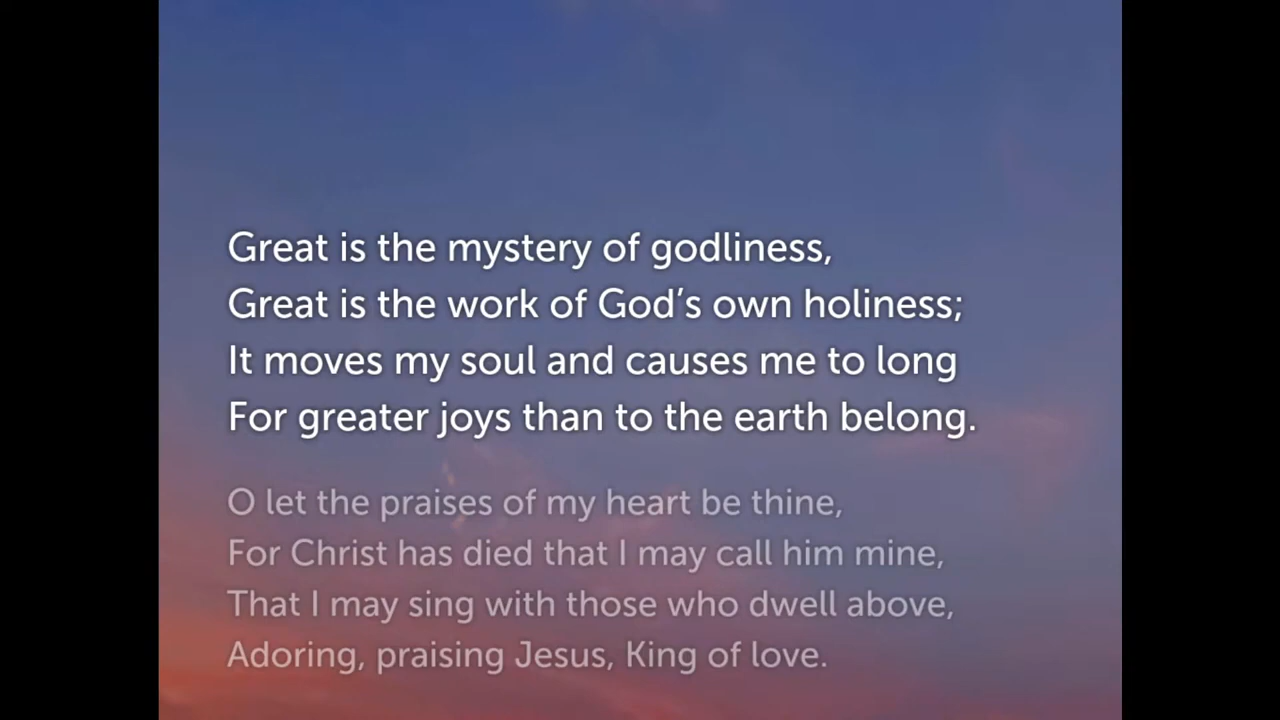 Great is the mystery of godliness,
Great is the work of God’s own holiness;
It moves my soul and causes me to long
For greater joys than to the earth belong.
O let the praises of my heart be thine,
For Christ has died that I may call him mine,
That I may sing with those who dwell above,
Adoring, praising Jesus, King of love.